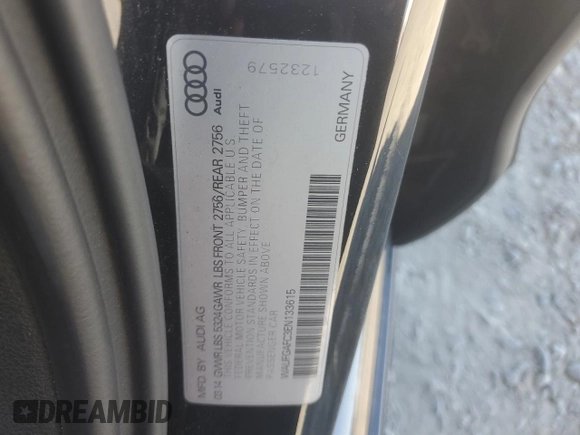 MFD. BY AUDI AG
03.14 GVWR LBS 5324 GAWR LBS FRONT 2756/REAR 2756
THIS VEHICLE CONFORMS TO ALL APPLICABLE U S
FEDERAL MOTOR VEHICLE SAFETY, BUMPER AND THEFT
PREVENTION STANDARDS IN EFFECT ON THE DATE OF
MANUFACTURE SHOWN ABOVE
PASSENGER CAR
WAUFGAFC3EN133615
Audi
1232579
GERMANY
DREAMBID